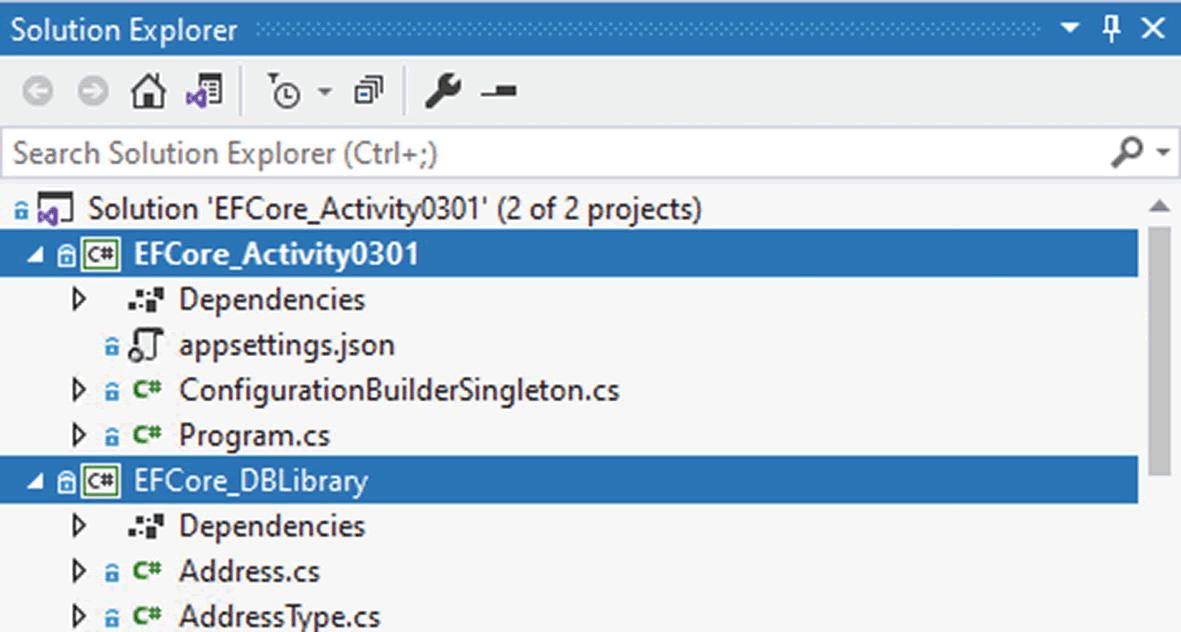 Solution Explorer
Search Solution Explorer (Ctrl+;)
Solution 'EFCore_Activity0301' (2 of 2 projects)
C# EFCore_Activity0301
Dependencies
appsettings.json
C# ConfigurationBuilderSingleton.cs
C# Program.cs
C# EFCore_DBLibrary
Dependencies
C# Address.cs
C# AddressType.cs